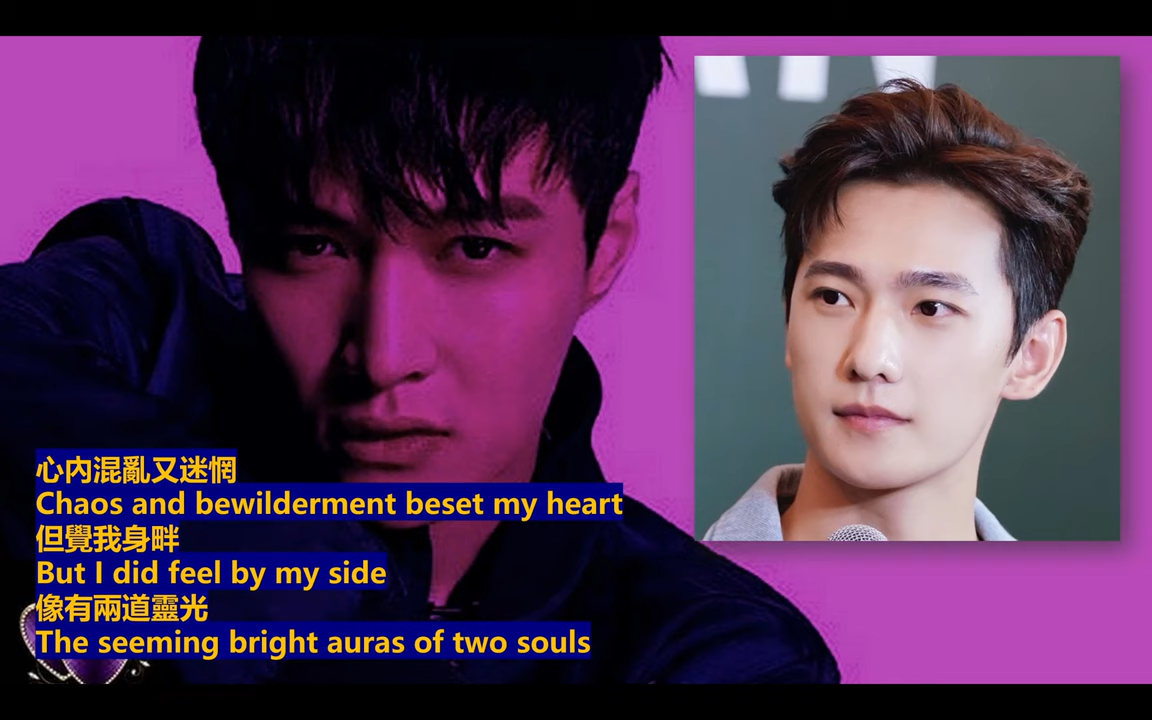 心內混亂又迷惘
Chaos and bewilderment beset my heart
但覺我身畔
But I did feel by my side
像有兩道靈光
The seeming bright auras of two souls